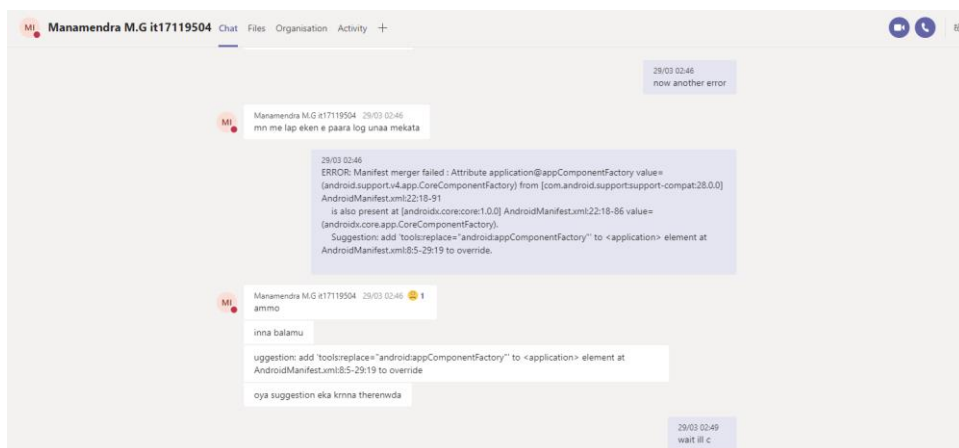 MI Manamendra M.G it17119504 Chat Files Organisation Activity +
29/03 02:46
now another error
MI Manamendra M.G it17119504 29/03 02:46
mn me lap eken e paara log unaa mekata
29/03 02:46
ERROR: Manifest merger failed : Attribute application@appComponentFactory value=
(android.support.v4.app.CoreComponentFactory) from [com.android.support:support-compat:28.0.0]
AndroidManifest.xml:22:18-91
is also present at [androidx.core:core:1.0.0] AndroidManifest.xml:22:18-86 value=
(androidx.core.app.CoreComponentFactory).
Suggestion: add 'tools:replace="android:appComponentFactory"' to <application> element at
AndroidManifest.xml:8:5-29:19 to override.
MI Manamendra M.G it17119504 29/03 02:46 1
ammo
inna balamu
uggestion: add 'tools:replace="android:appComponentFactory"' to <application> element at
AndroidManifest.xml:8:5-29:19 to override
oya suggestion eka krnna therenwda
29/03 02:49
wait ill c